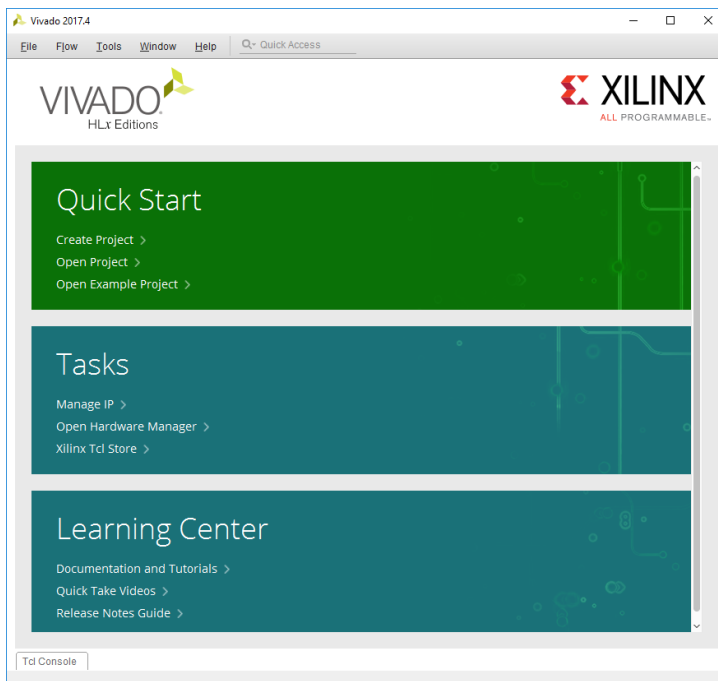 Vivado 2017.4
File Flow Tools Window Help Quick Access
VIVADO.
HLx Editions
XILINX
ALL PROGRAMMABLE™
Quick Start
Create Project >
Open Project >
Open Example Project >
Tasks
Manage IP >
Open Hardware Manager >
Xilinx Tcl Store >
Learning Center
Documentation and Tutorials >
Quick Take Videos >
Release Notes Guide >
Tcl Console